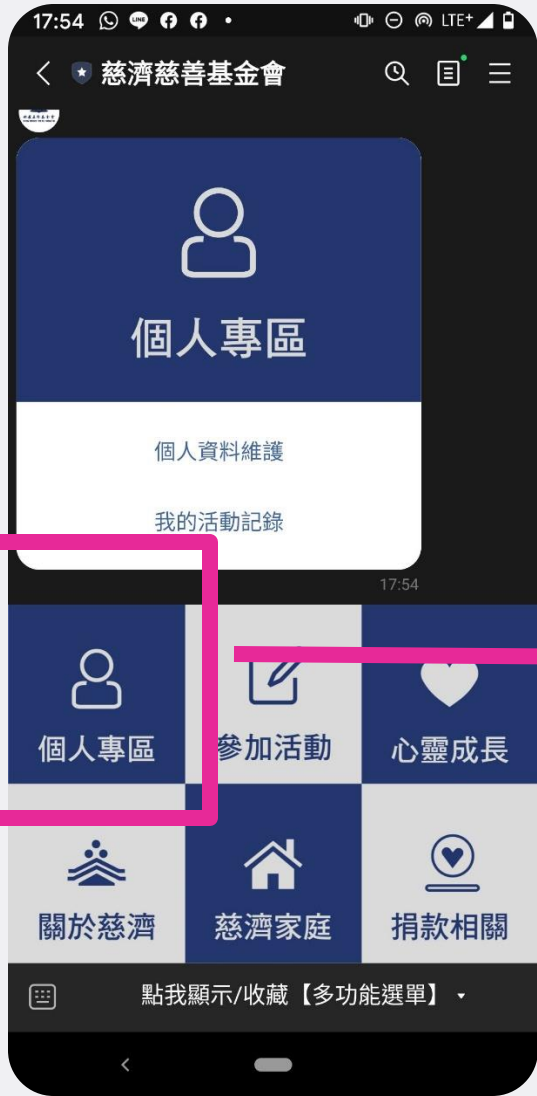 17:54 LTE+
慈濟慈善基金會
個人專區
個人資料維護
我的活動記錄
17:54
個人專區 參加活動 心靈成長
關於慈濟 慈濟家庭 捐款相關
點我顯示/收藏【多功能選單】